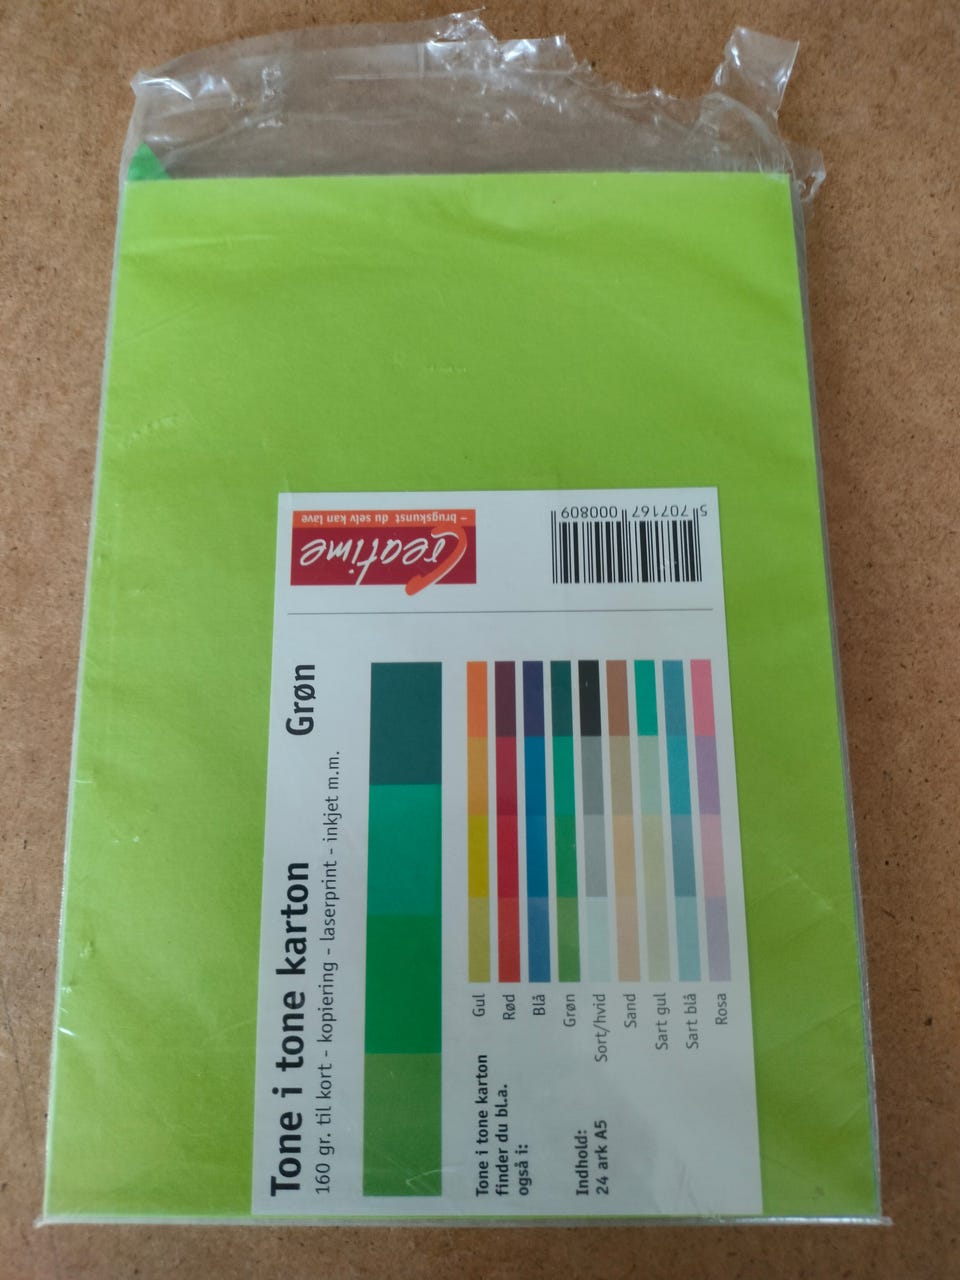 Creatime
– brugskunst du selv kan lave
5 707167 000809
Tone i tone karton Grøn
160 gr. til kort - kopiering - laserprint - inkjet m.m.
Tone i tone karton
finder du bl.a.
også i:
Gul
Rød
Blå
Grøn
Sort/hvid
Sand
Sart gul
Sart blå
Rosa
Indhold:
24 ark A5